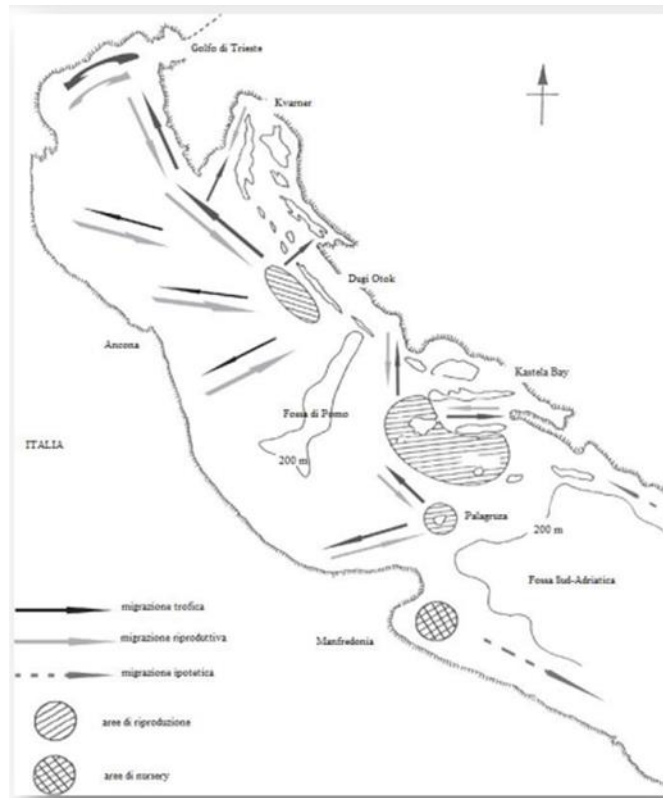 Golfo di Trieste
Kvarner
Dugi Otok
Ancona
Kastela Bay
Fossa di Pomo
ITALIA
200 m
Palagruza
200 m
Fossa Sud-Adriatica
migrazione trofica
migrazione riproduttiva
Manfredonia
migrazione ipotetica
aree di riproduzione
aree di nursery